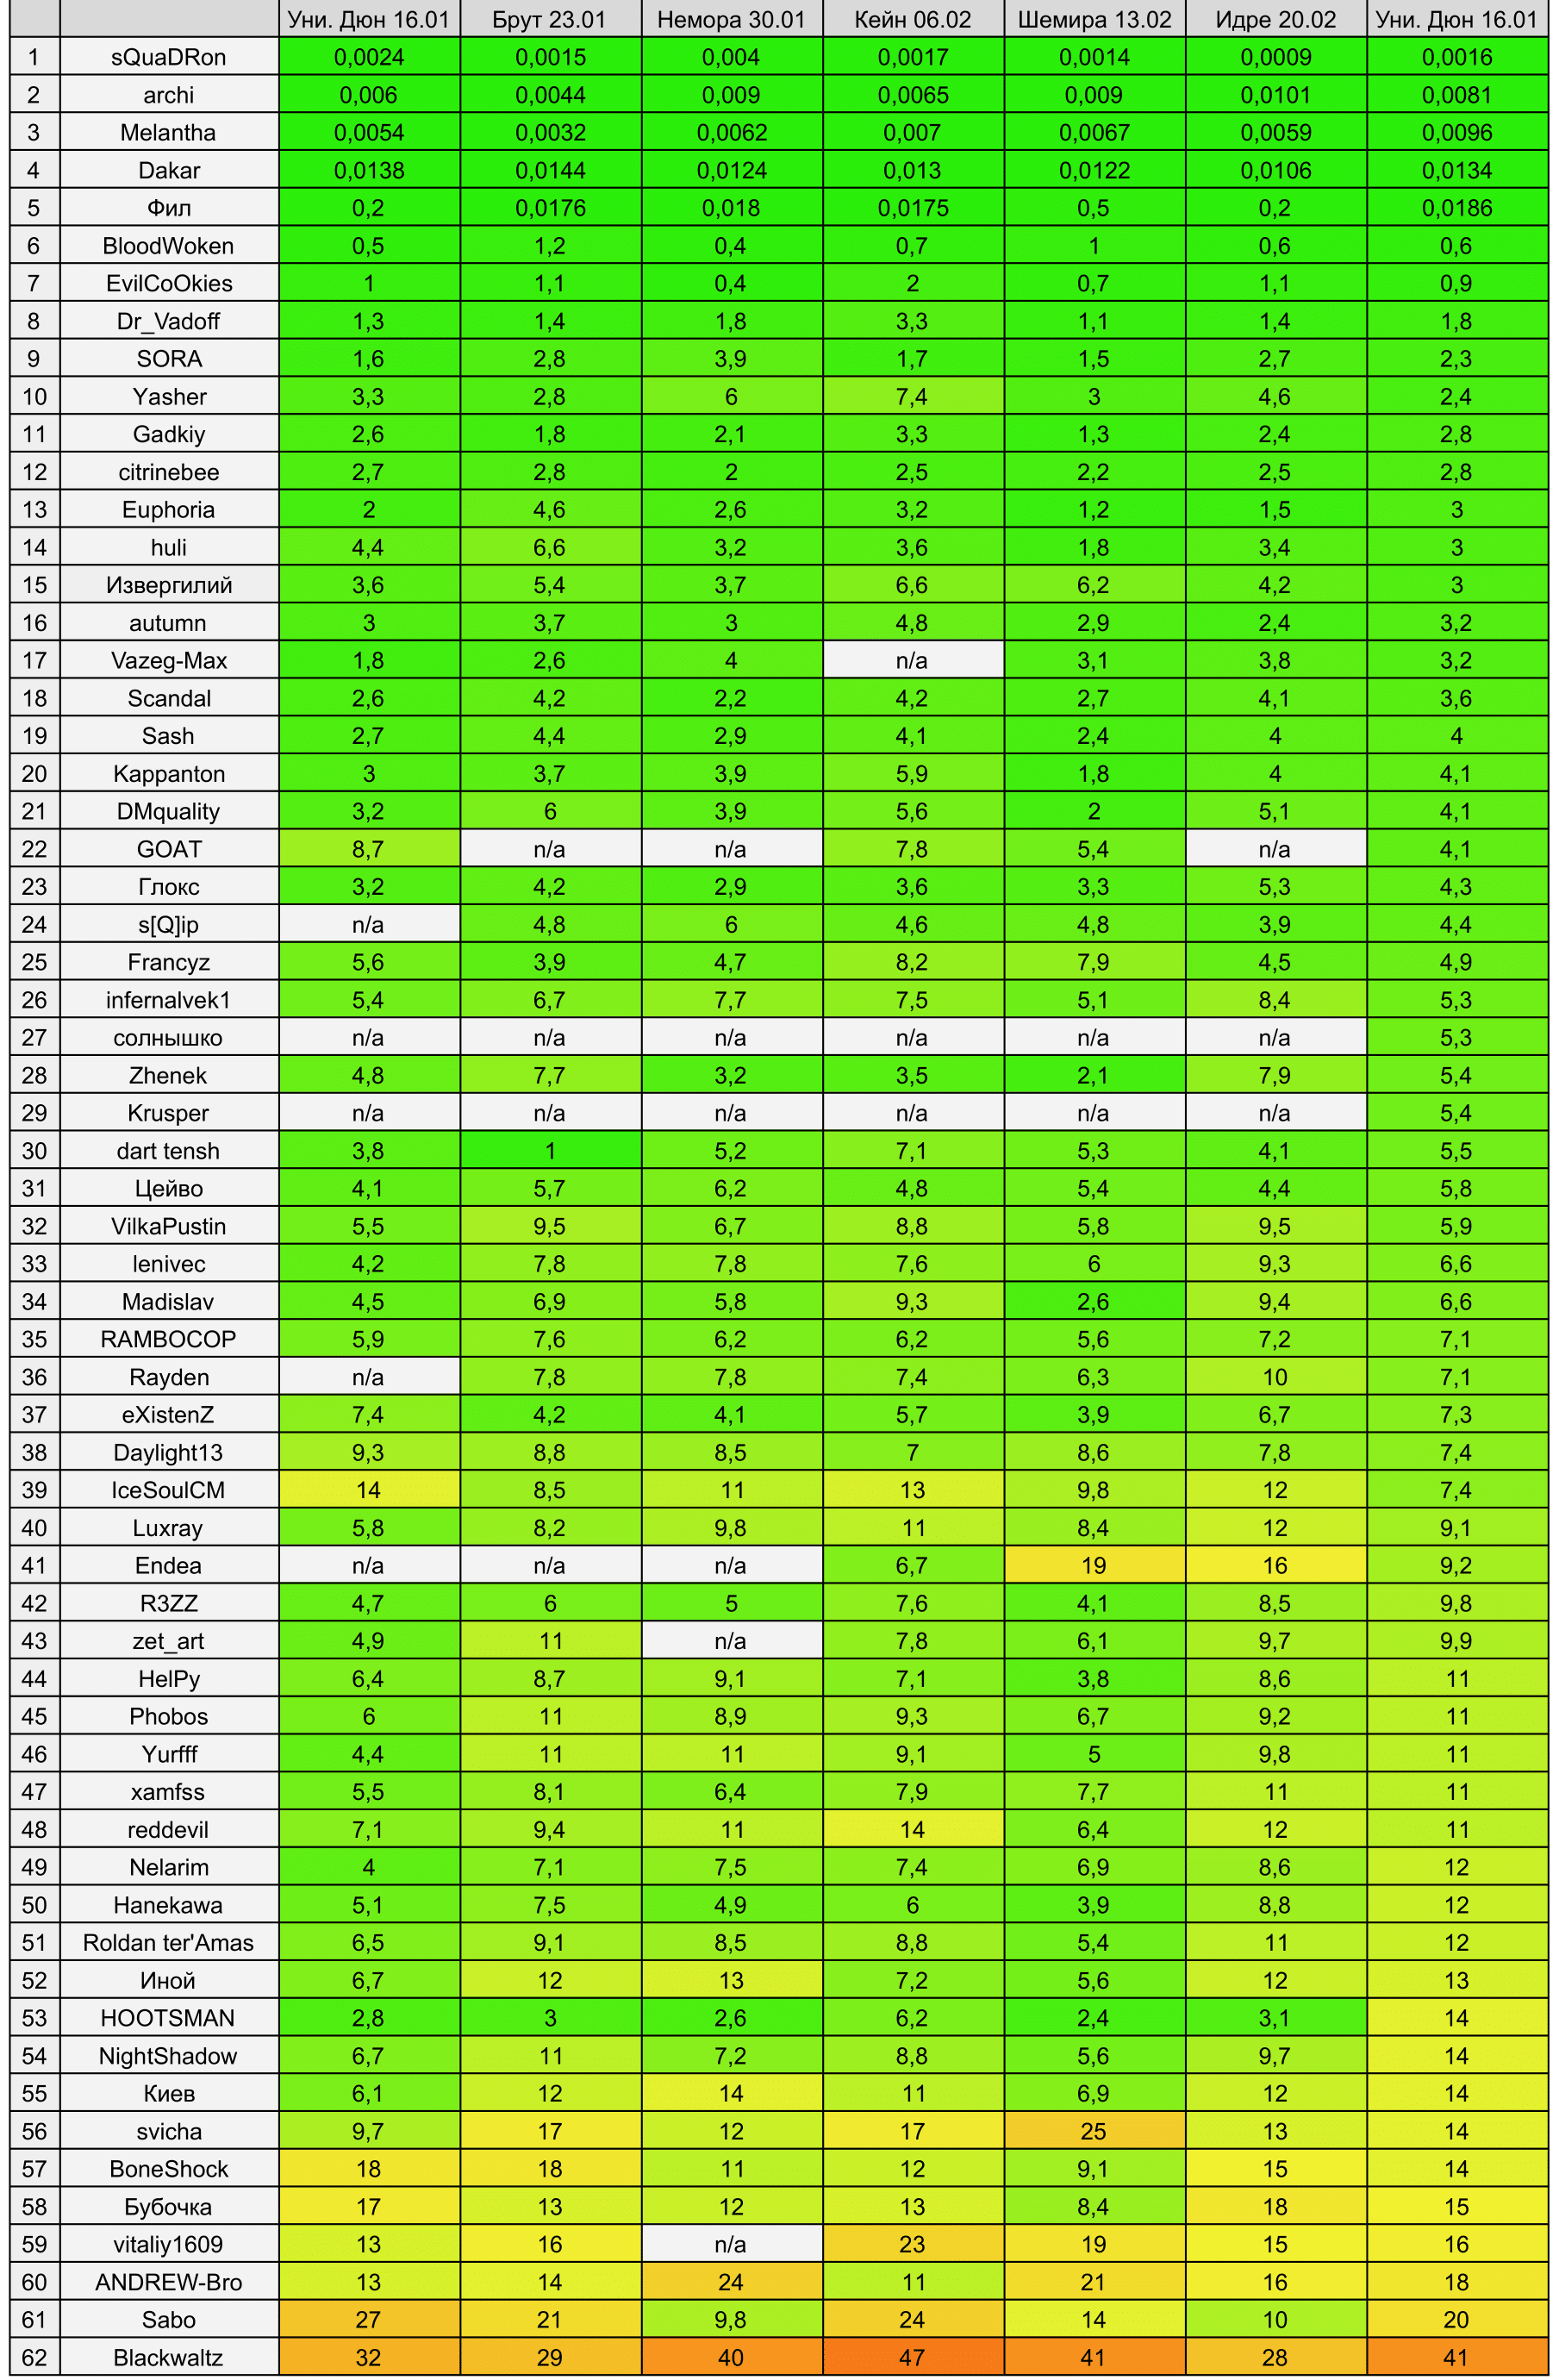 Уни. Дюн 16.01 Брут 23.01 Немора 30.01 Кейн 06.02 Шемира 13.02 Идре 20.02 Уни. Дюн 16.01
1 sQuaDRon 0,0024 0,0015 0,004 0,0017 0,0014 0,0009 0,0016
2 archi 0,006 0,0044 0,009 0,0065 0,009 0,0101 0,0081
3 Melantha 0,0054 0,0032 0,0062 0,007 0,0067 0,0059 0,0096
4 Dakar 0,0138 0,0144 0,0124 0,013 0,0122 0,0106 0,0134
5 Фил 0,2 0,0176 0,018 0,0175 0,5 0,2 0,0186
6 BloodWoken 0,5 1,2 0,4 0,7 1 0,6 0,6
7 EvilCoOkies 1 1,1 0,4 2 0,7 1,1 0,9
8 Dr_Vadoff 1,3 1,4 1,8 3,3 1,1 1,4 1,8
9 SORA 1,6 2,8 3,9 1,7 1,5 2,7 2,3
10 Yasher 3,3 2,8 6 7,4 3 4,6 2,4
11 Gadkiy 2,6 1,8 2,1 3,3 1,3 2,4 2,8
12 citrinebee 2,7 2,8 2 2,5 2,2 2,5 2,8
13 Euphoria 2 4,6 2,6 3,2 1,2 1,5 3
14 huli 4,4 6,6 3,2 3,6 1,8 3,4 3
15 Извергилий 3,6 5,4 3,7 6,6 6,2 4,2 3
16 autumn 3 3,7 3 4,8 2,9 2,4 3,2
17 Vazeg-Max 1,8 2,6 4 n/a 3,1 3,8 3,2
18 Scandal 2,6 4,2 2,2 4,2 2,7 4,1 3,6
19 Sash 2,7 4,4 2,9 4,1 2,4 4 4
20 Kappanton 3 3,7 3,9 5,9 1,8 4 4,1
21 DMquality 3,2 6 3,9 5,6 2 5,1 4,1
22 GOAT 8,7 n/a n/a 7,8 5,4 n/a 4,1
23 Глокс 3,2 4,2 2,9 3,6 3,3 5,3 4,3
24 s[Q]ip n/a 4,8 6 4,6 4,8 3,9 4,4
25 Francyz 5,6 3,9 4,7 8,2 7,9 4,5 4,9
26 infernalvek1 5,4 6,7 7,7 7,5 5,1 8,4 5,3
27 солнышко n/a n/a n/a n/a n/a n/a 5,3
28 Zhenek 4,8 7,7 3,2 3,5 2,1 7,9 5,4
29 Krusper n/a n/a n/a n/a n/a n/a 5,4
30 dart tensh 3,8 1 5,2 7,1 5,3 4,1 5,5
31 Цейво 4,1 5,7 6,2 4,8 5,4 4,4 5,8
32 VilkaPustin 5,5 9,5 6,7 8,8 5,8 9,5 5,9
33 lenivec 4,2 7,8 7,8 7,6 6 9,3 6,6
34 Madislav 4,5 6,9 5,8 9,3 2,6 9,4 6,6
35 RAMBOCOP 5,9 7,6 6,2 6,2 5,6 7,2 7,1
36 Rayden n/a 7,8 7,8 7,4 6,3 10 7,1
37 eXistenZ 7,4 4,2 4,1 5,7 3,9 6,7 7,3
38 Daylight13 9,3 8,8 8,5 7 8,6 7,8 7,4
39 IceSoulCM 14 8,5 11 13 9,8 12 7,4
40 Luxray 5,8 8,2 9,8 11 8,4 12 9,1
41 Endea n/a n/a n/a 6,7 19 16 9,2
42 R3ZZ 4,7 6 5 7,6 4,1 8,5 9,8
43 zet_art 4,9 11 n/a 7,8 6,1 9,7 9,9
44 HelPy 6,4 8,7 9,1 7,1 3,8 8,6 11
45 Phobos 6 11 8,9 9,3 6,7 9,2 11
46 Yurfff 4,4 11 11 9,1 5 9,8 11
47 xamfss 5,5 8,1 6,4 7,9 7,7 11 11
48 reddevil 7,1 9,4 11 14 6,4 12 11
49 Nelarim 4 7,1 7,5 7,4 6,9 8,6 12
50 Hanekawa 5,1 7,5 4,9 6 3,9 8,8 12
51 Roldan ter'Amas 6,5 9,1 8,5 8,8 5,4 11 12
52 Иной 6,7 12 13 7,2 5,6 12 13
53 HOOTSMAN 2,8 3 2,6 6,2 2,4 3,1 14
54 NightShadow 6,7 11 7,2 8,8 5,6 9,7 14
55 Киев 6,1 12 14 11 6,9 12 14
56 svicha 9,7 17 12 17 25 13 14
57 BoneShock 18 18 11 12 9,1 15 14
58 Бубочка 17 13 12 13 8,4 18 15
59 vitaliy1609 13 16 n/a 23 19 15 16
60 ANDREW-Bro 13 14 24 11 21 16 18
61 Sabo 27 21 9,8 24 14 10 20
62 Blackwaltz 32 29 40 47 41 28 41